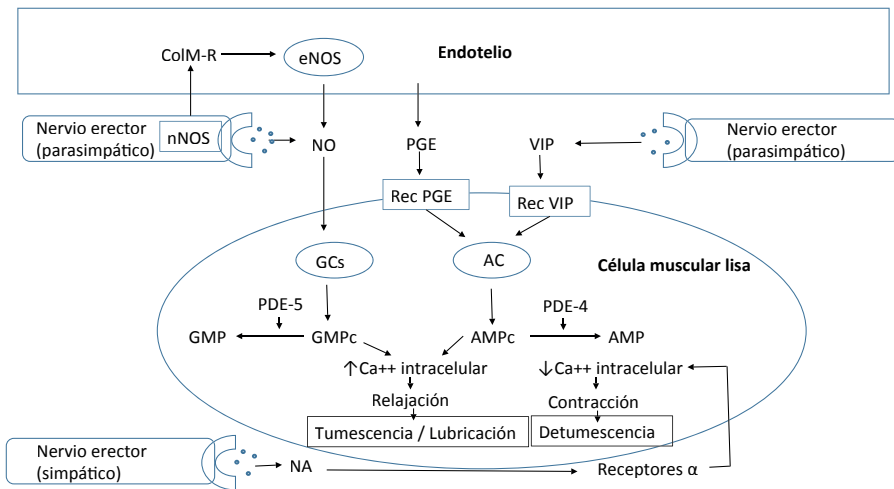 ColM-R
eNOS
Endotelio
Nervio erector
(parasimpático)
nNOS
NO
PGE
VIP
Nervio erector
(parasimpático)
Rec PGE
Rec VIP
GCs
AC
Célula muscular lisa
PDE-5
PDE-4
GMP
GMPc
AMPc
AMP
↑Ca++ intracelular
↓Ca++ intracelular
Relajación
Contracción
Tumescencia / Lubricación
Detumescencia
Nervio erector
(simpático)
NA
Receptores α